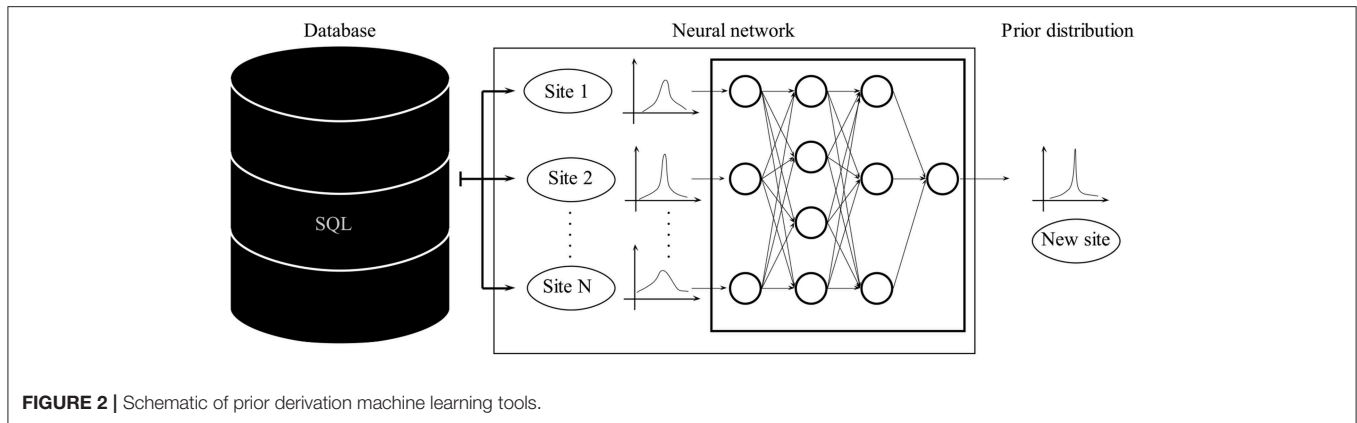 Database
Neural network
Prior distribution
Site 1
Site 2
SQL
New site
Site N
FIGURE 2 | Schematic of prior derivation machine learning tools.